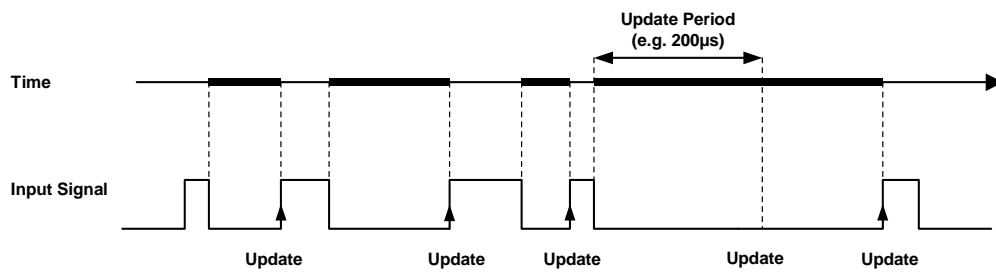 Update Period
(e.g. 200µs)
Time
Input Signal
Update
Update
Update
Update
Update